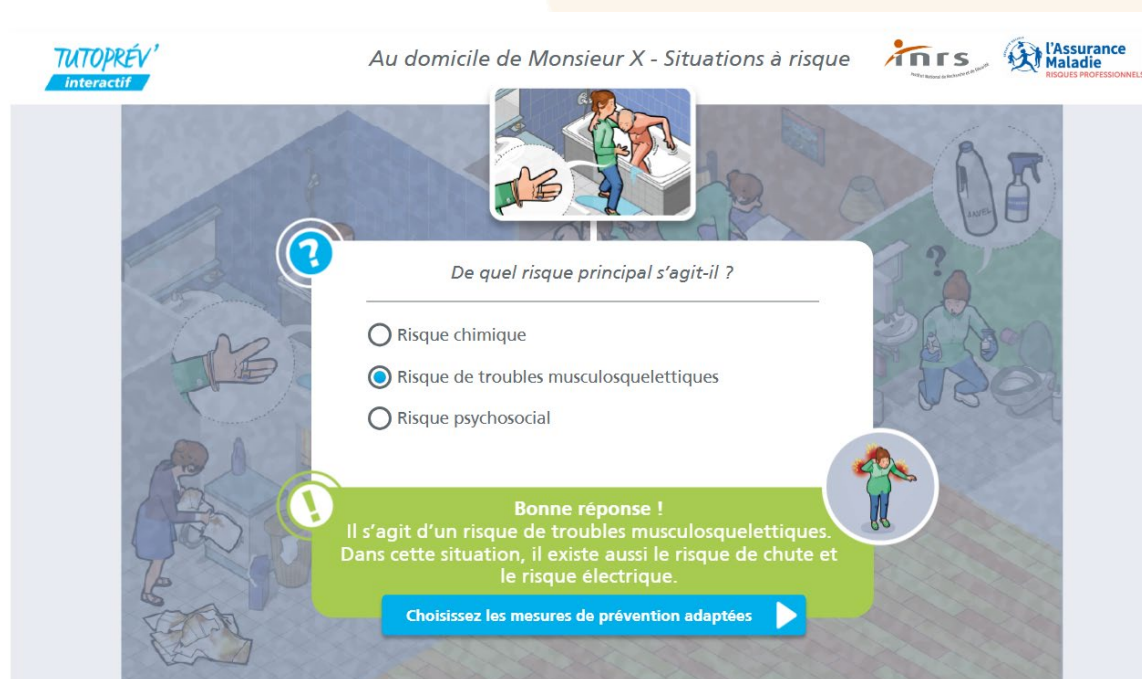 TUTOPRÉV'
interactif
Au domicile de Monsieur X - Situations à risque
inrs
l'Assurance
Maladie
RISQUES PROFESSIONNELS
?
De quel risque principal s'agit-il ?
Risque chimique
Risque de troubles musculosquelettiques
Risque psychosocial
!
Bonne réponse !
Il s'agit d'un risque de troubles musculosquelettiques.
Dans cette situation, il existe aussi le risque de chute et
le risque électrique.
Choisissez les mesures de prévention adaptées
?